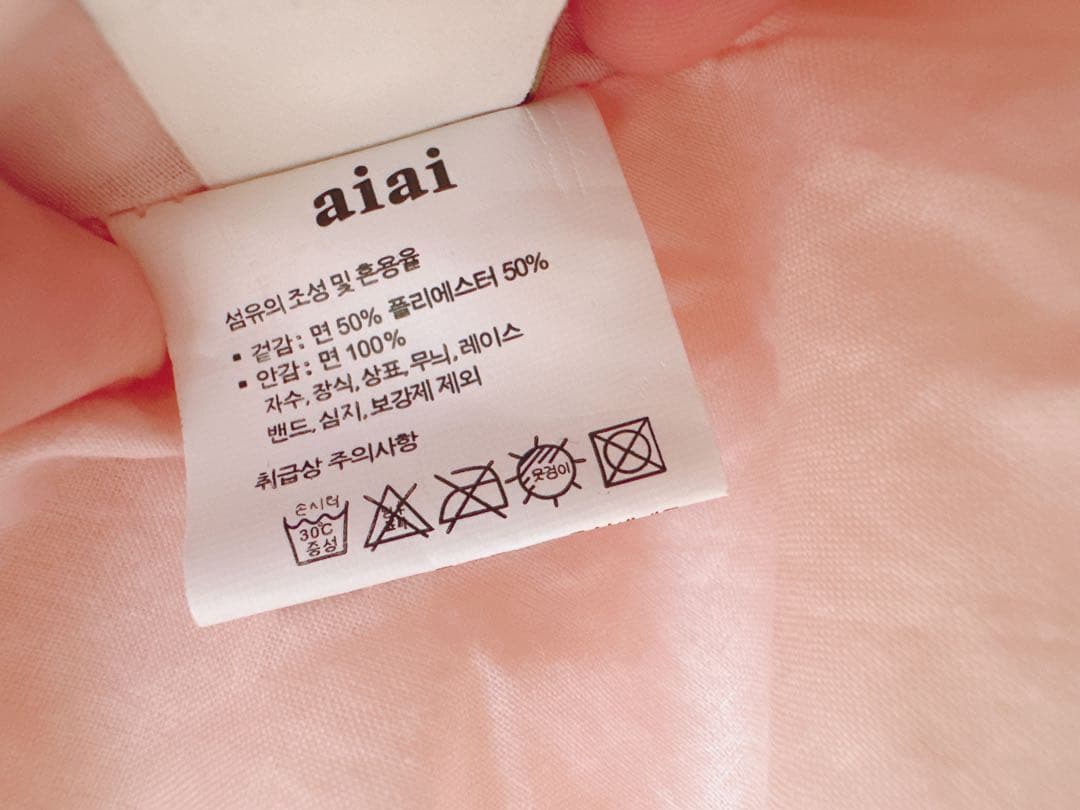 aiai
섬유의 조성 및 혼용율
▪ 겉감 : 면 50% 폴리에스터 50%
▪ 안감 : 면 100%
자수, 장식, 상표, 무늬, 레이스
밴드, 심지, 보강제 제외
취급상 주의사항
30℃
중성
옷걸이